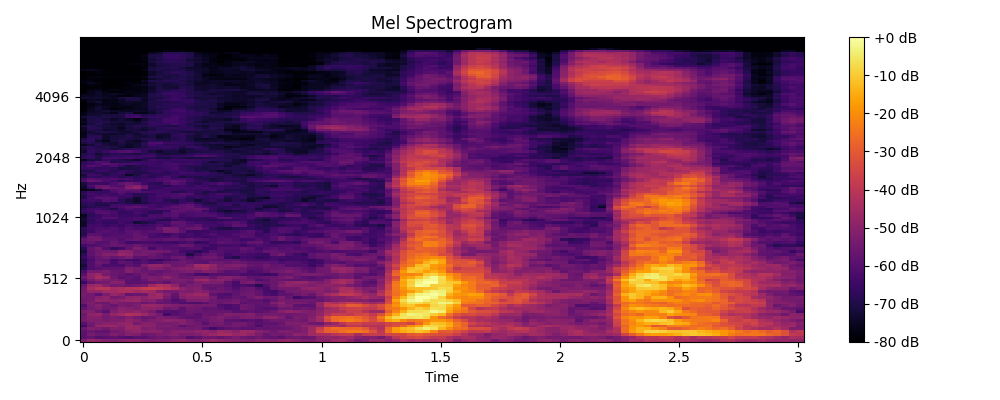 Mel Spectrogram
Hz
4096
2048
1024
512
0
0 0.5 1 1.5 2 2.5 3
Time
+0 dB
-10 dB
-20 dB
-30 dB
-40 dB
-50 dB
-60 dB
-70 dB
-80 dB